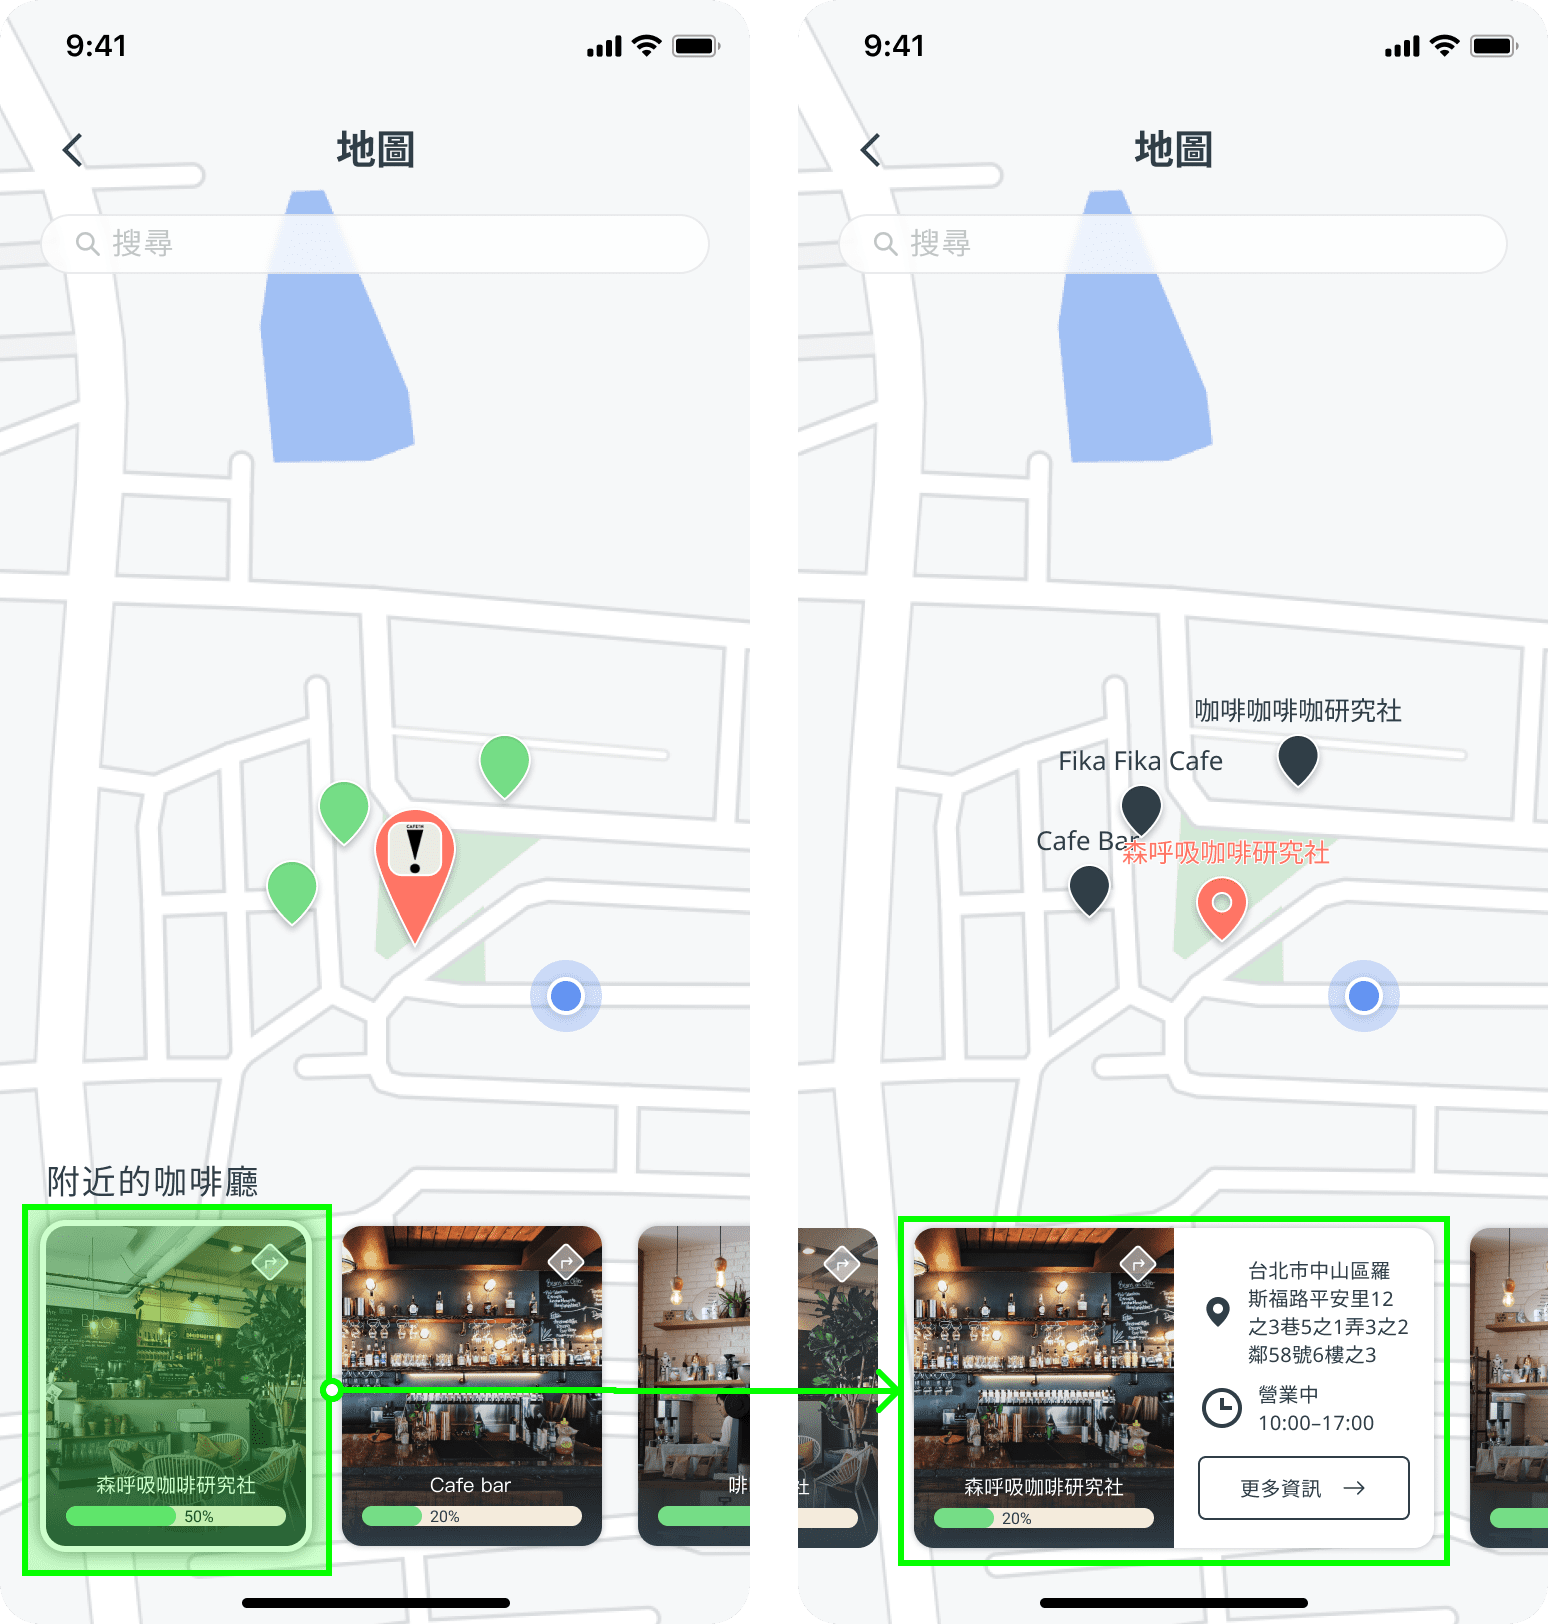 9:41
地圖
搜尋
CAFE!N
附近的咖啡廳
森呼吸咖啡研究社
50%
Cafe bar
20%
啡
9:41
地圖
搜尋
咖啡咖啡咖研究社
Fika Fika Cafe
Cafe Bar
森呼吸咖啡研究社
社
森呼吸咖啡研究社
20%
台北市中山區羅
斯福路平安里12
之3巷5之1弄3之2
鄰58號6樓之3
營業中
10:00–17:00
更多資訊